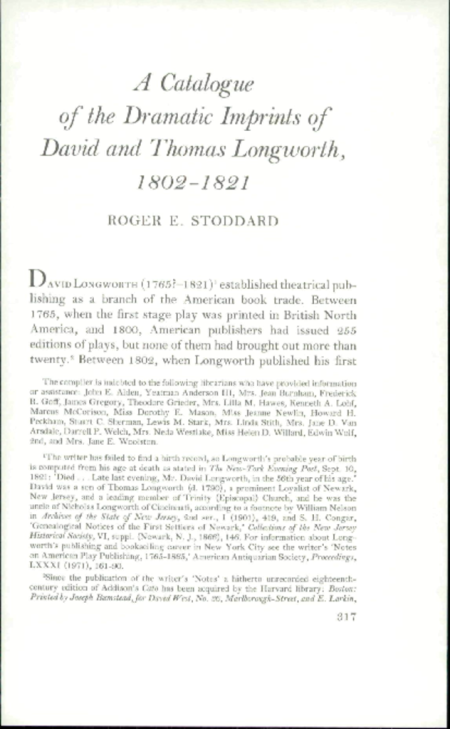 A Catalogue
of the Dramatic Imprints of
David and Thomas Longworth,
1802–1821
ROGER E. STODDARD
DAVID LONGWORTH (1765?–1821)¹ established theatrical pub-
lishing as a branch of the American book trade. Between
1765, when the first stage play was printed in British North
America, and 1800, American publishers had issued 255
editions of plays, but none of them had brought out more than
twenty.² Between 1802, when Longworth published his first
The compiler is indebted to the following librarians who have provided information
or assistance: John E. Alden, Yeatman Anderson III, Mrs. Jean Burnham, Frederick
R. Goff, James Gregory, Theodore Grieder, Mrs. Lilla M. Hawes, Kenneth A. Lohf,
Marcus McCorison, Miss Dorothy E. Mason, Miss Jeanne Newlin, Howard H.
Peckham, Stuart C. Sherman, Lewis M. Stark, Mrs. Linda Stith, Mrs. Jane D. Van
Arsdale, Darrell P. Welch, Mrs. Neda Westlake, Miss Helen D. Willard, Edwin Wolf,
2nd, and Mrs. Jane E. Woolston.
¹The writer has failed to find a birth record, so Longworth's probable year of birth
is computed from his age at death as stated in The New-York Evening Post, Sept. 10,
1821: 'Died . . . Late last evening, Mr. David Longworth, in the 56th year of his age.'
David was a son of Thomas Longworth (d. 1790), a prominent Loyalist of Newark,
New Jersey, and a leading member of Trinity (Episcopal) Church, and he was the
uncle of Nicholas Longworth of Cincinnati, according to a footnote by William Nelson
in Archives of the State of New Jersey, 2nd ser., I (1901), 419, and S. H. Congar,
'Genealogical Notices of the First Settlers of Newark,' Collections of the New Jersey
Historical Society, VI, suppl. (Newark, N. J., 1866), 146. For information about Long-
worth's publishing and bookselling career in New York City see the writer's 'Notes
on American Play Publishing, 1765-1865,' American Antiquarian Society, Proceedings,
LXXXI (1971), 161-90.
²Since the publication of the writer's 'Notes' a hitherto unrecorded eighteenth-
century edition of Addison's Cato has been acquired by the Harvard library: Boston:
Printed by Joseph Bumstead, for David West, No. 36, Marlborough-Street, and E. Larkin,
317